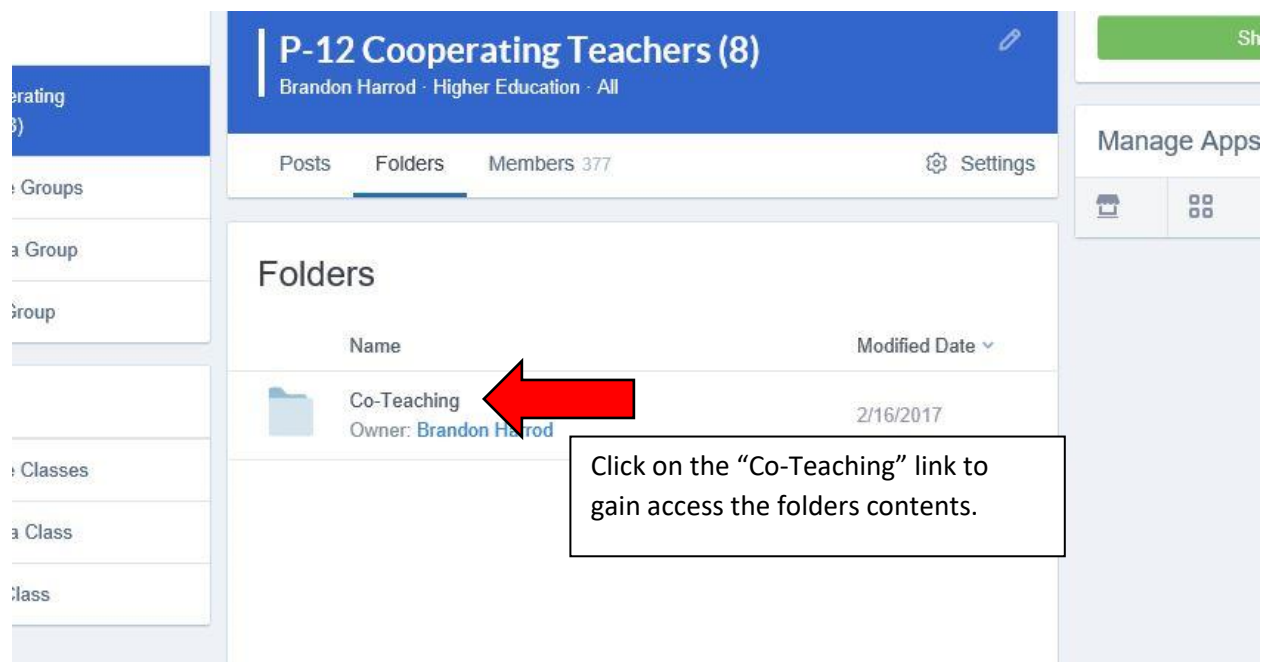 P-12 Cooperating Teachers (8)
Brandon Harrod · Higher Education · All
Posts Folders Members 377 Settings
Groups
a Group
Folders
Name Modified Date
Co-Teaching
Owner: Brandon Harrod
2/16/2017
Click on the “Co-Teaching” link to
gain access the folders contents.
Classes
a Class
Manage Apps